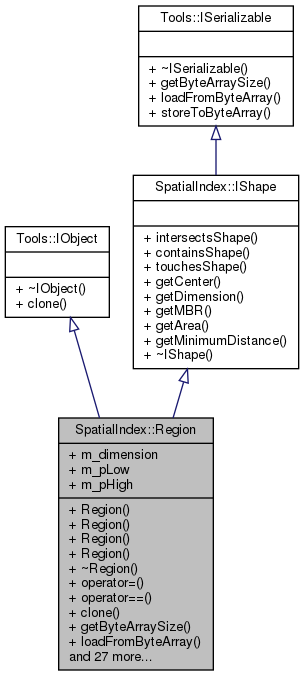 Tools::ISerializable
+ ~ISerializable()
+ getByteArraySize()
+ loadFromByteArray()
+ storeToByteArray()
SpatialIndex::IShape
+ intersectsShape()
+ containsShape()
+ touchesShape()
+ getCenter()
+ getDimension()
+ getMBR()
+ getArea()
+ getMinimumDistance()
+ ~IShape()
Tools::IObject
+ ~IObject()
+ clone()
SpatialIndex::Region
+ m_dimension
+ m_pLow
+ m_pHigh
+ Region()
+ Region()
+ Region()
+ Region()
+ ~Region()
+ operator=()
+ operator==()
+ clone()
+ getByteArraySize()
+ loadFromByteArray()
and 27 more...